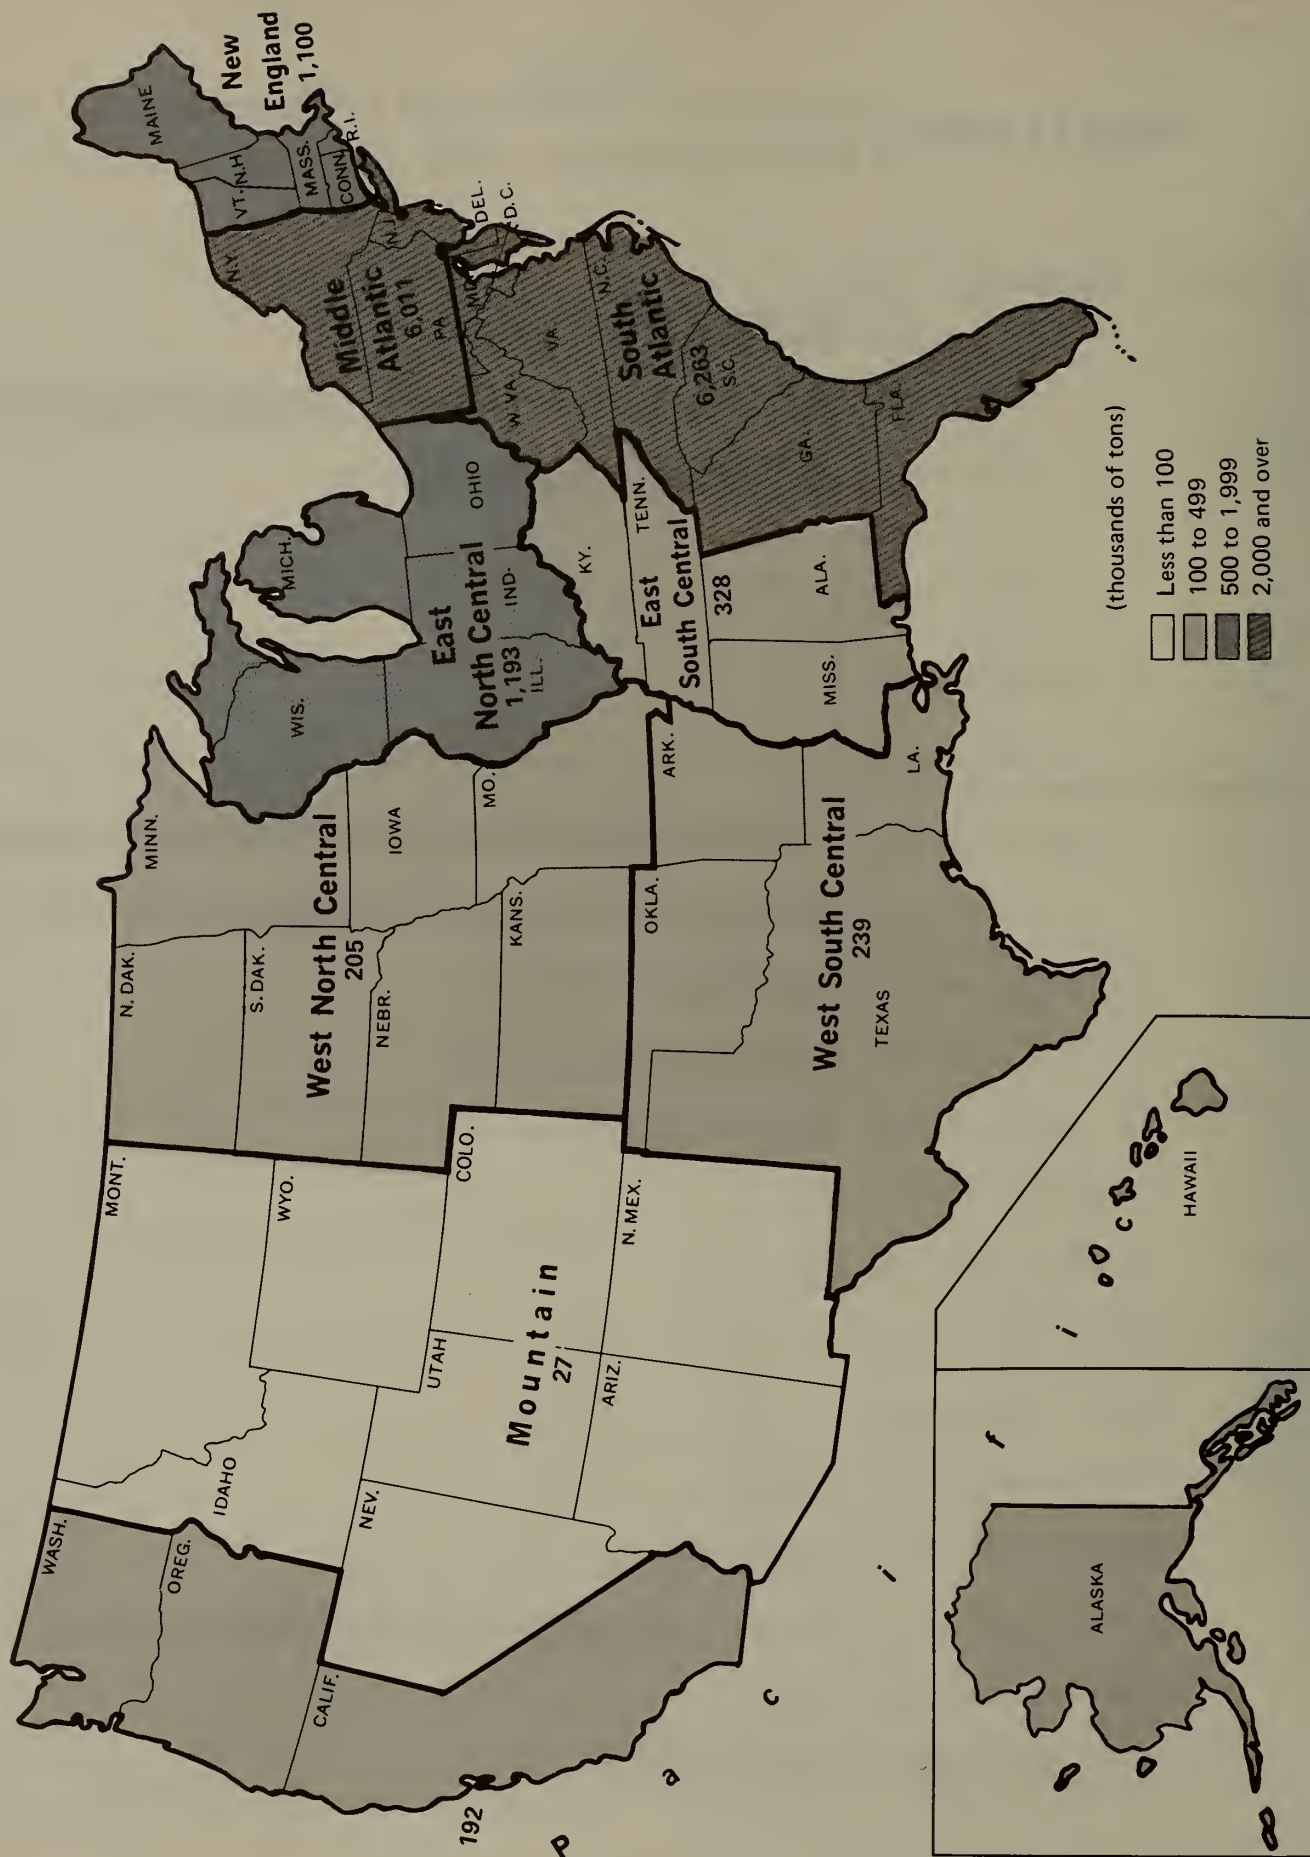 WASH.
OREG.
CALIF.
192
P a c i f i c
NEV.
IDAHO
MONT.
WYO.
UTAH
COLO.
Mountain
27
ARIZ.
N. MEX.
N. DAK.
MINN.
S. DAK.
West North Central
205
IOWA
NEBR.
MO.
KANS.
OKLA.
ARK.
West South Central
239
TEXAS
LA.
WIS.
MICH.
East
North Central
1,193
ILL.
IND.
OHIO
KY.
TENN.
East
South Central
328
MISS.
ALA.
MAINE
New
England
1,100
VT.
N.H
MASS.
CONN.
R.I.
N.Y.
Middle
Atlantic
6,011
PA
N.J.
MD.
DEL.
D.C.
W.VA.
VA
N.C.
South
Atlantic
6,263
S.C.
GA.
FLA.
ALASKA
HAWAII
(thousands of tons)
Less than 100
100 to 499
500 to 1,999
2,000 and over